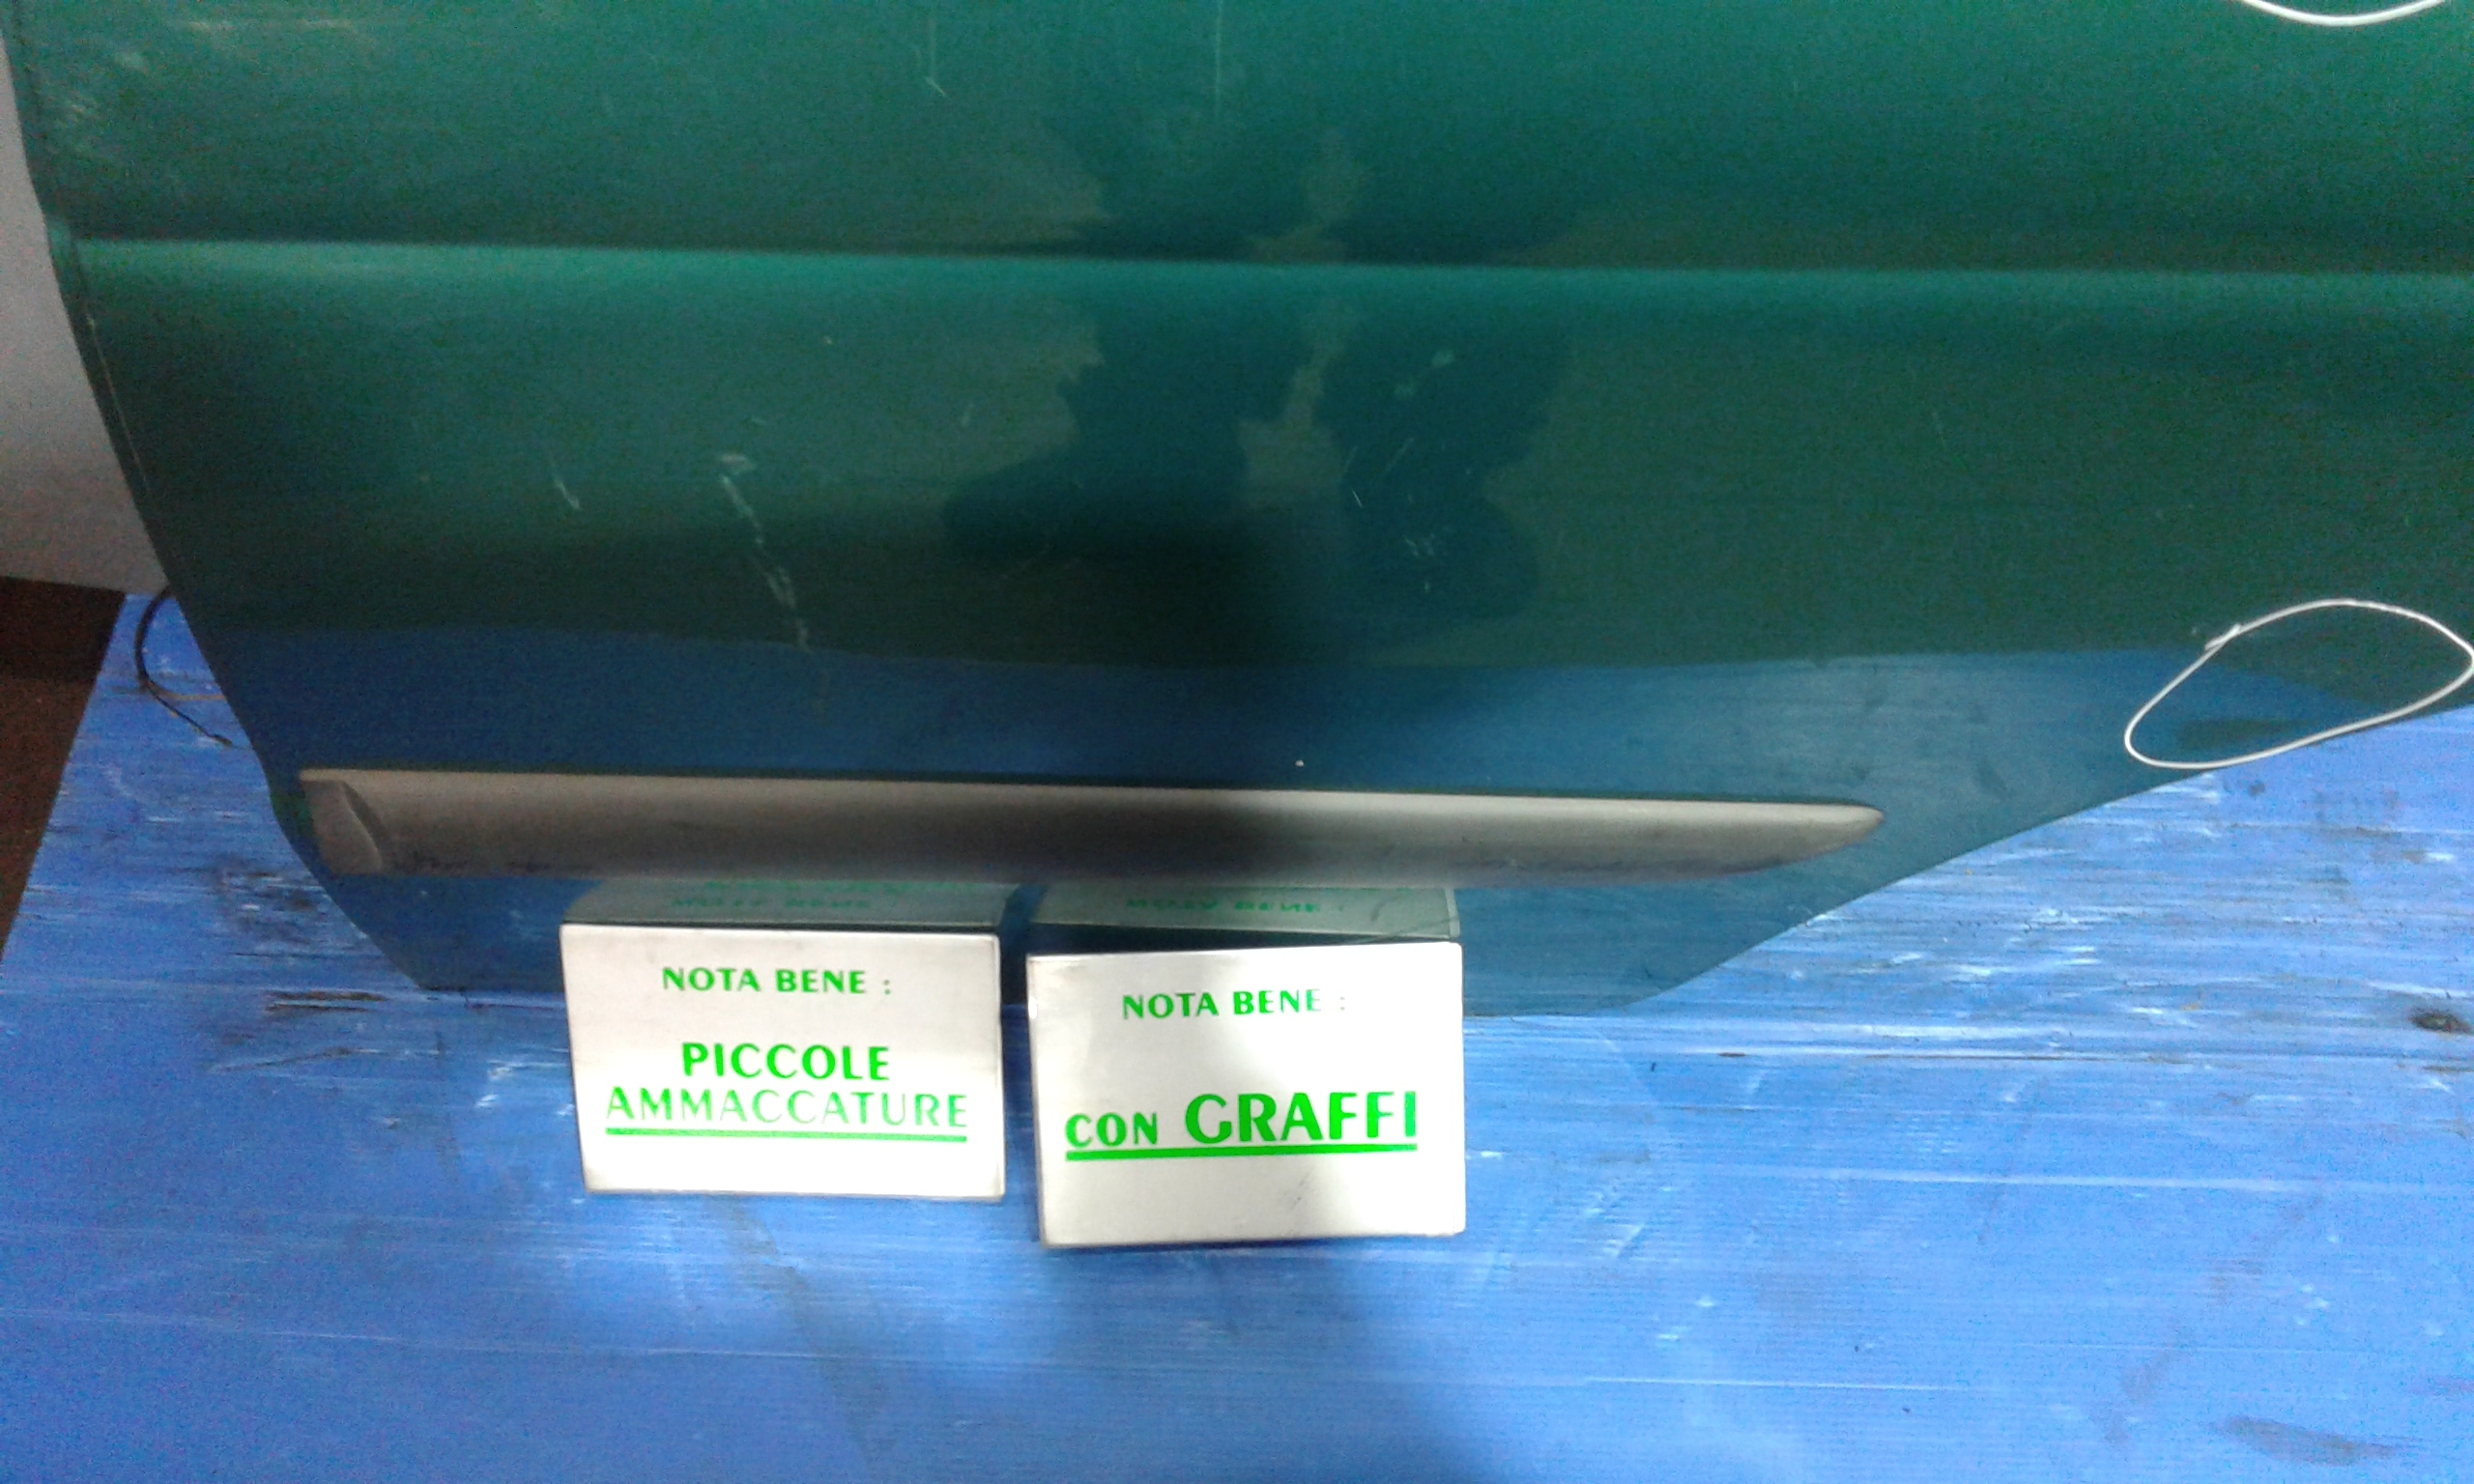 NOTA BENE :
PICCOLE
AMMACCATURE
NOTA BENE :
CON GRAFFI